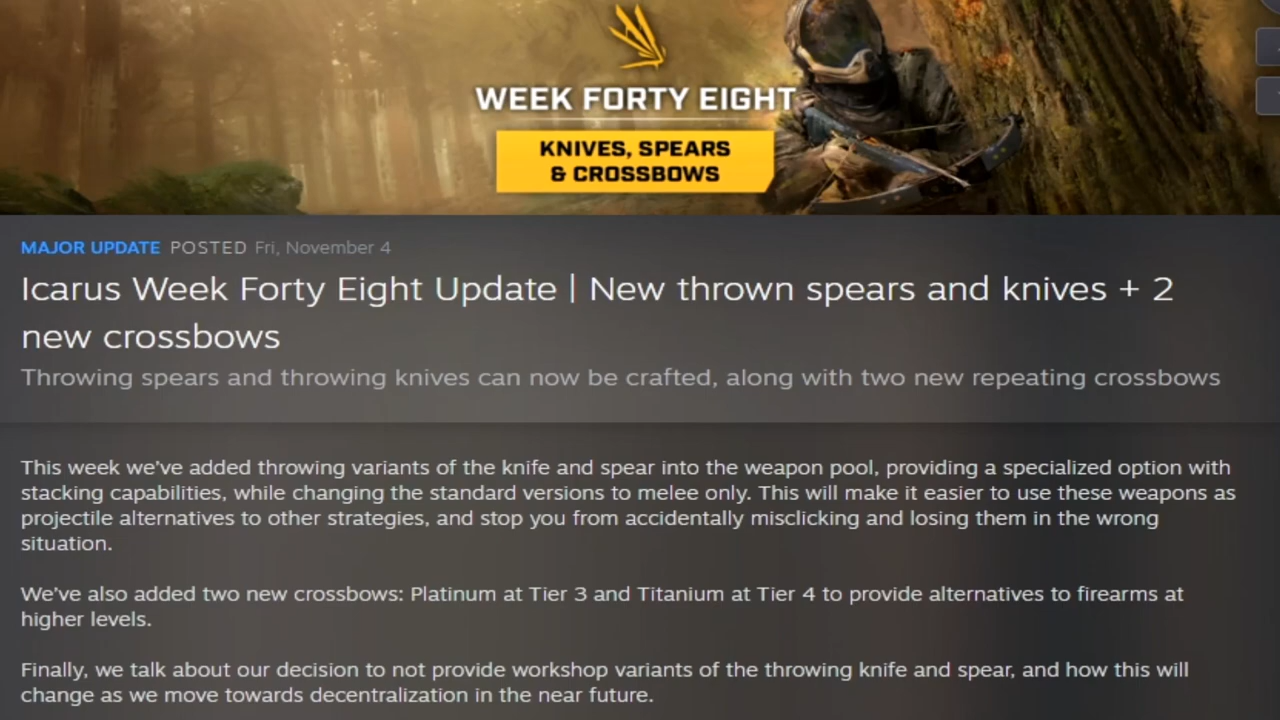 WEEK FORTY EIGHT
KNIVES, SPEARS
& CROSSBOWS
MAJOR UPDATE POSTED Fri, November 4
Icarus Week Forty Eight Update | New thrown spears and knives + 2
new crossbows
Throwing spears and throwing knives can now be crafted, along with two new repeating crossbows
This week we've added throwing variants of the knife and spear into the weapon pool, providing a specialized option with
stacking capabilities, while changing the standard versions to melee only. This will make it easier to use these weapons as
projectile alternatives to other strategies, and stop you from accidentally misclicking and losing them in the wrong
situation.
We've also added two new crossbows: Platinum at Tier 3 and Titanium at Tier 4 to provide alternatives to firearms at
higher levels.
Finally, we talk about our decision to not provide workshop variants of the throwing knife and spear, and how this will
change as we move towards decentralization in the near future.